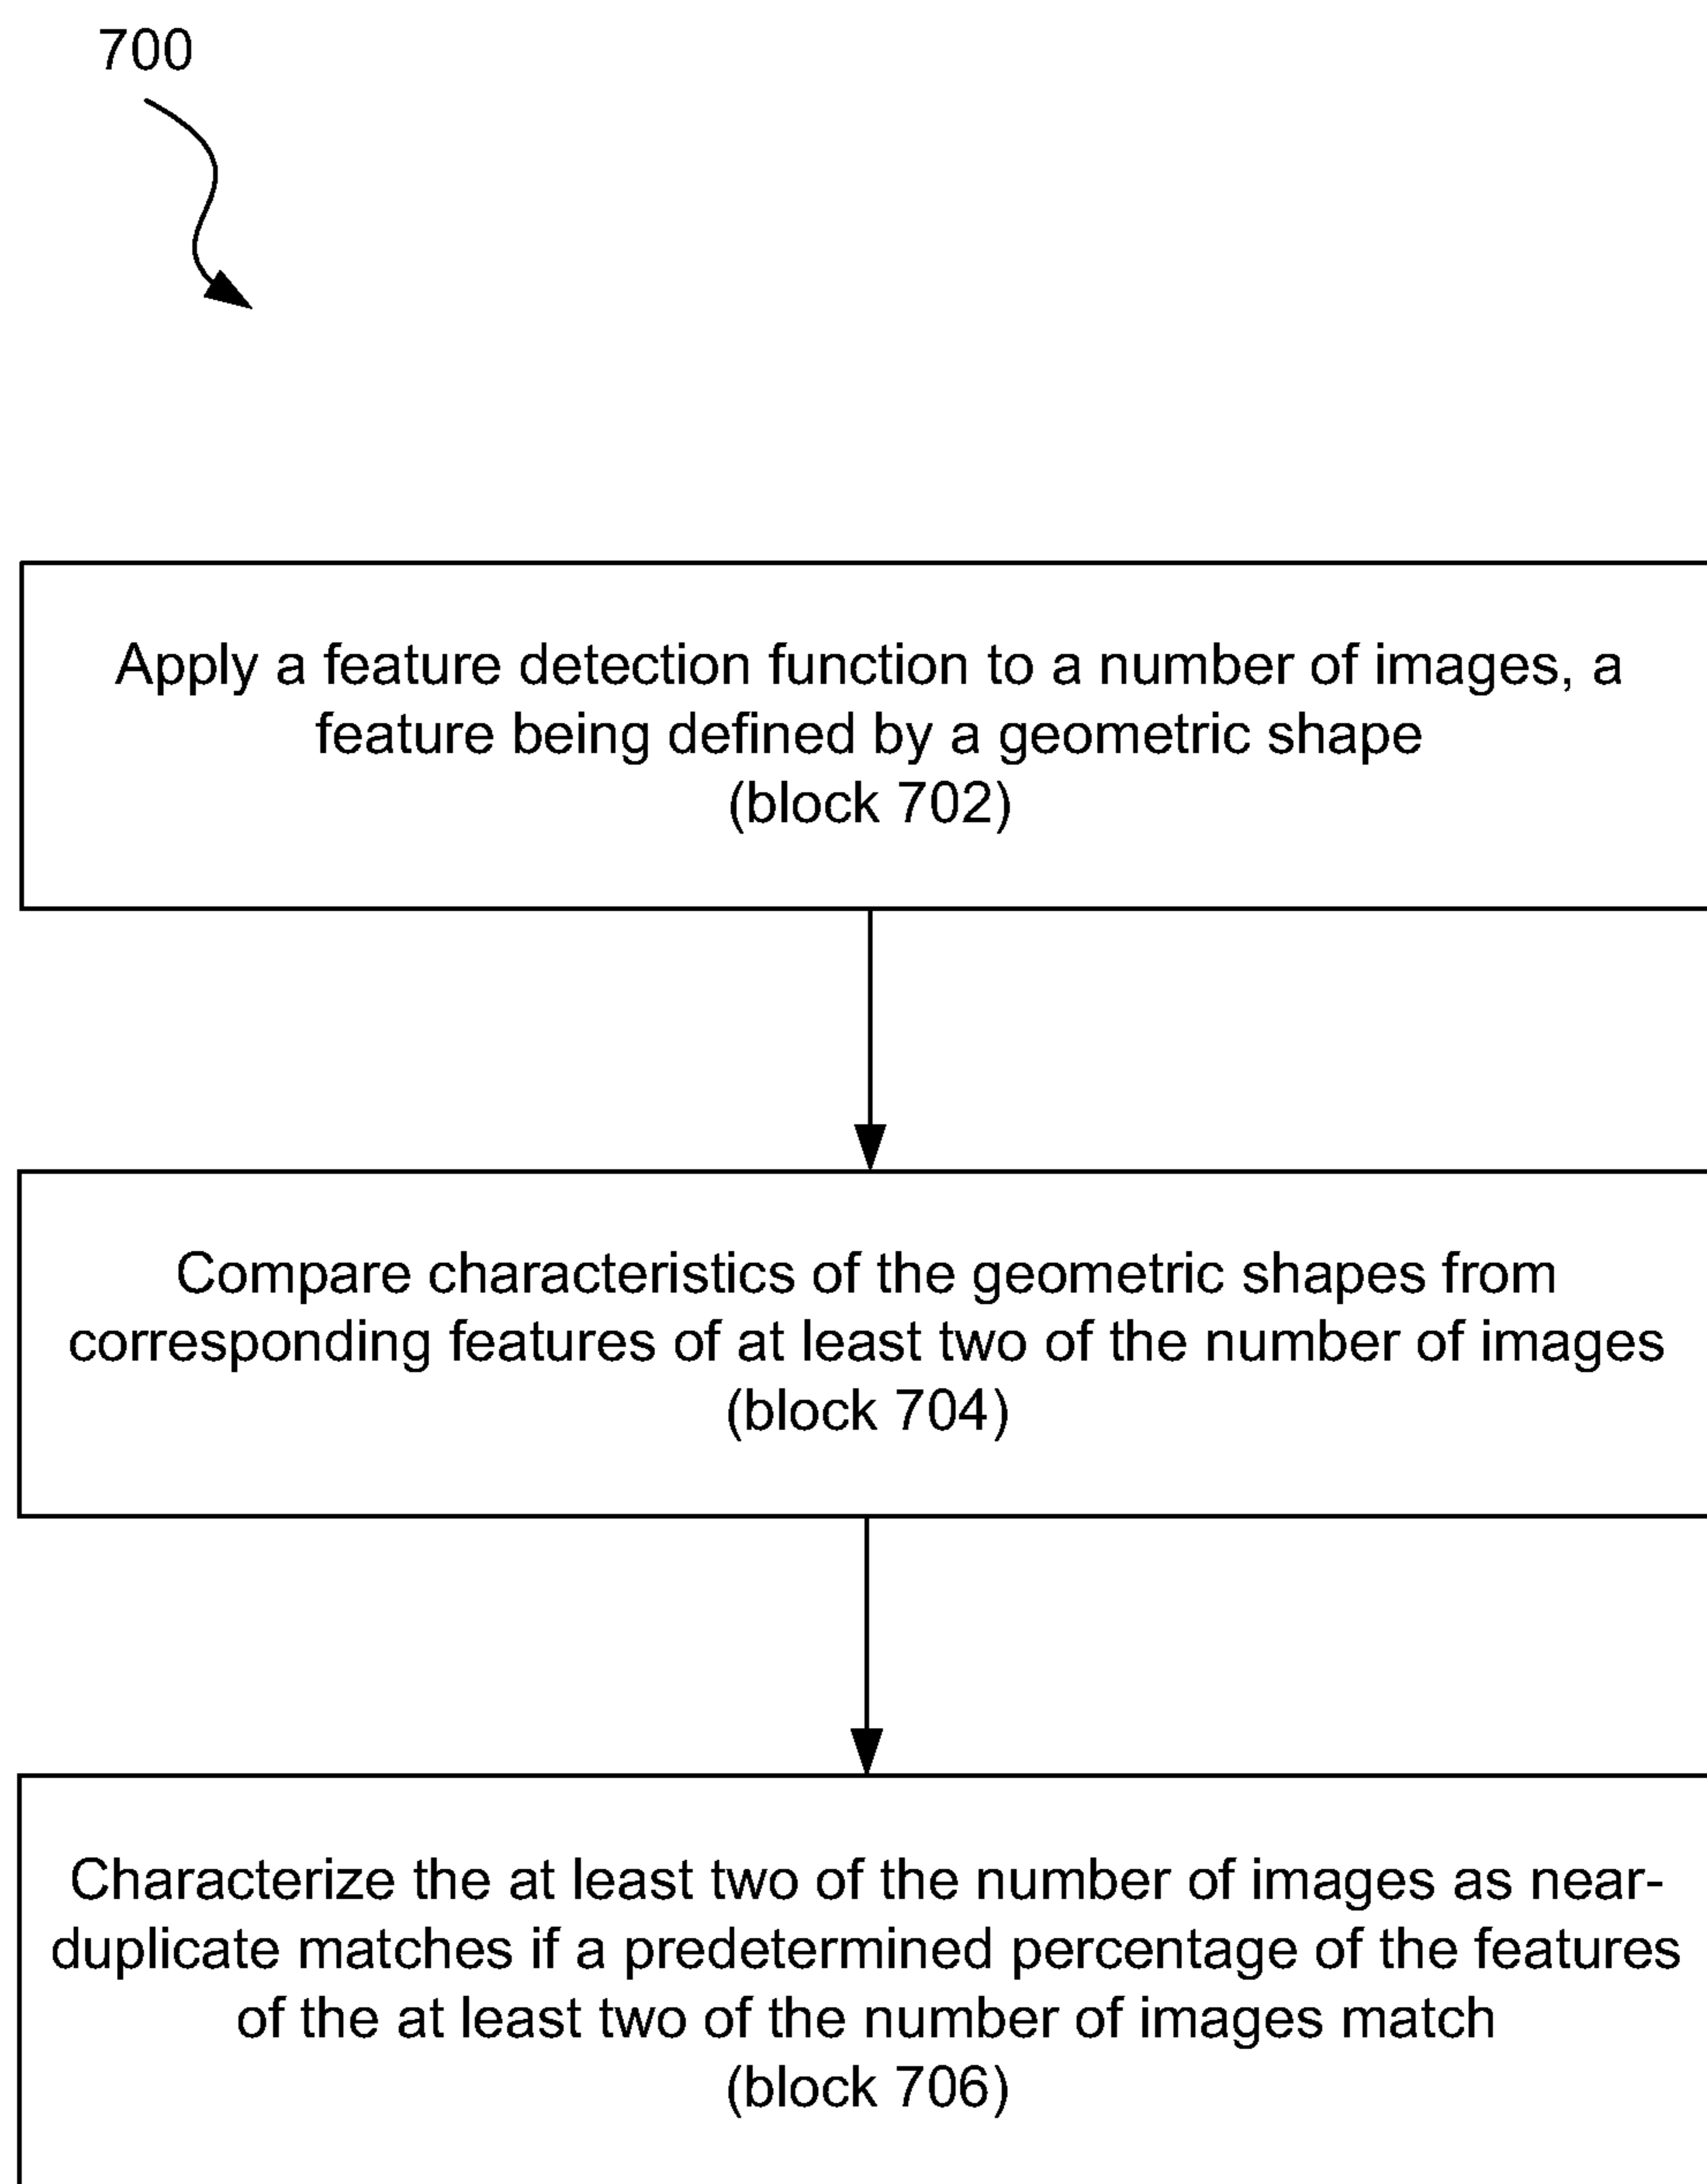 700
Apply a feature detection function to a number of images, a
feature being defined by a geometric shape
(block 702)
Compare characteristics of the geometric shapes from
corresponding features of at least two of the number of images
(block 704)
Characterize the at least two of the number of images as near-
duplicate matches if a predetermined percentage of the features
of the at least two of the number of images match
(block 706)